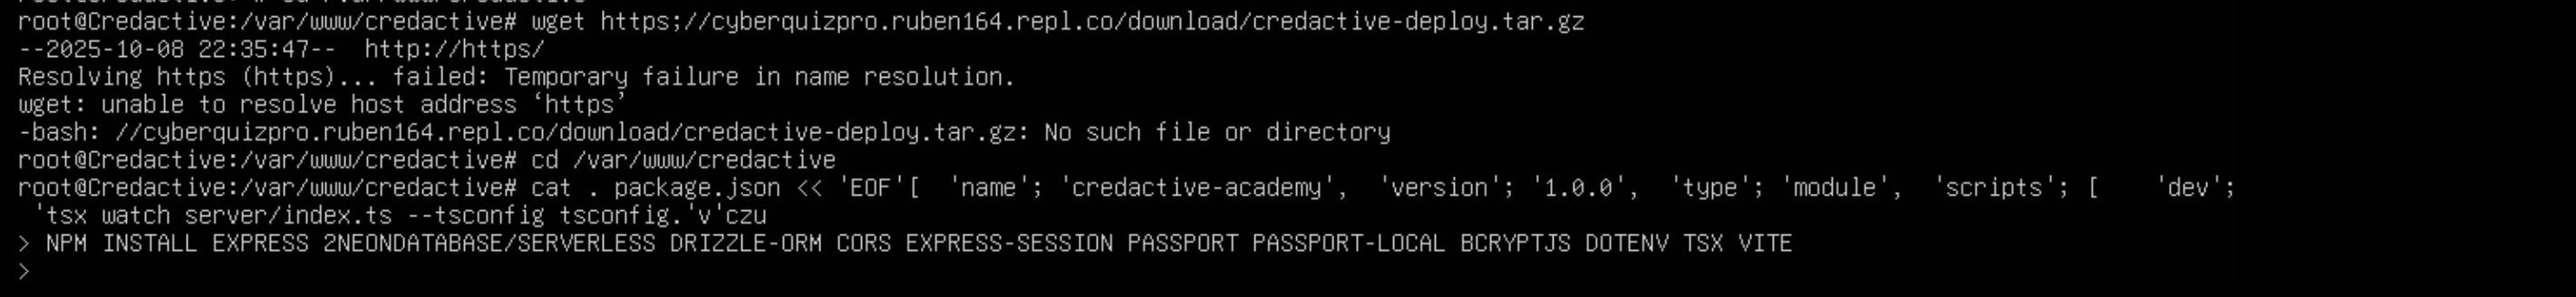 root@Credactive:/var/www/credactive# wget https;//cyberquizpro.ruben164.repl.co/download/credactive-deploy.tar.gz
--2025-10-08 22:35:47--  http://https/
Resolving https (https)... failed: Temporary failure in name resolution.
wget: unable to resolve host address ‘https’
-bash: //cyberquizpro.ruben164.repl.co/download/credactive-deploy.tar.gz: No such file or directory
root@Credactive:/var/www/credactive# cd /var/www/credactive
root@Credactive:/var/www/credactive# cat . package.json << 'EOF'[  'name'; 'credactive-academy',  'version'; '1.0.0',  'type'; 'module',  'scripts'; [    'dev';
 'tsx watch server/index.ts --tsconfig tsconfig.'v'czu
> NPM INSTALL EXPRESS 2NEONDATABASE/SERVERLESS DRIZZLE-ORM CORS EXPRESS-SESSION PASSPORT PASSPORT-LOCAL BCRYPTJS DOTENV TSX VITE
>